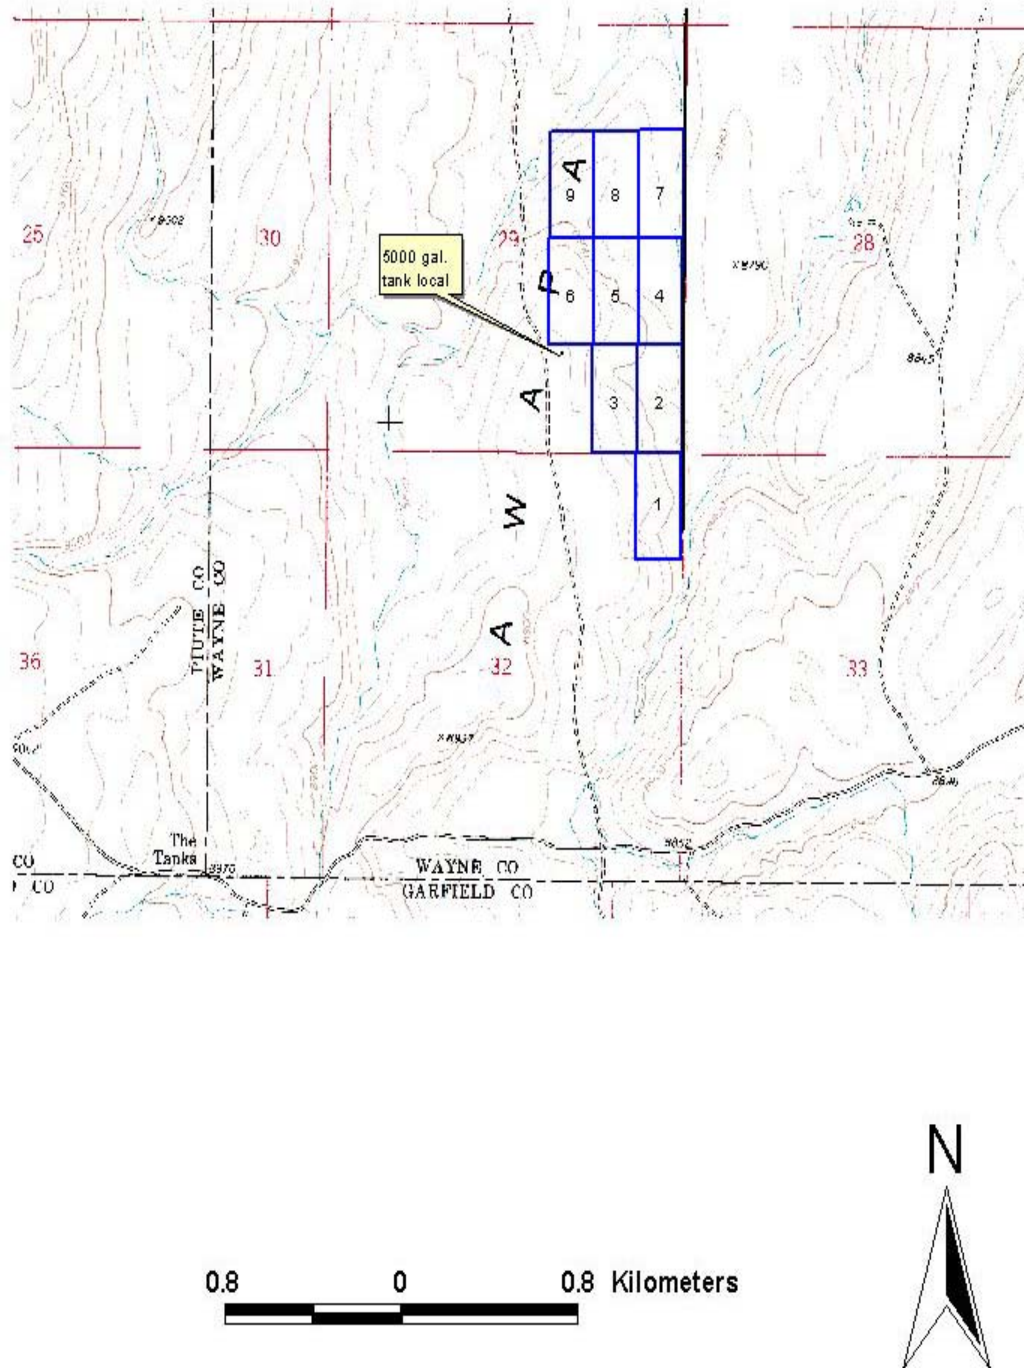 9
8
7
25
30
29
28
5000 gal.
tank local
6
5
4
X8790
3
2
1
A
P
A
W
A
PIUTE CO
WAYNE CO
36
31
32
33
The
Tanks
CO
CO
WAYNE CO
GARFIELD CO
N
0.8 0 0.8 Kilometers